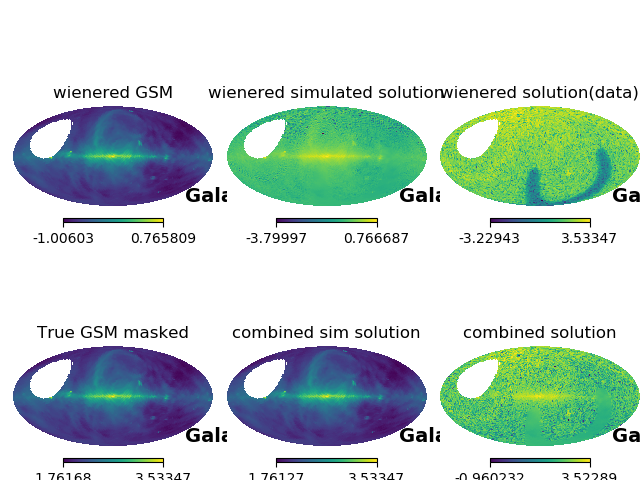 wienered GSM
wienered simulated solution
wienered solution(data)
Gala
Gala
Ga
-1.00603 0.765809
-3.79997 0.766687
-3.22943 3.53347
True GSM masked
combined sim solution
combined solution
Gala
Gala
Ga
1.76168 3.53347
1.76127 3.53347
-0.960232 3.52289